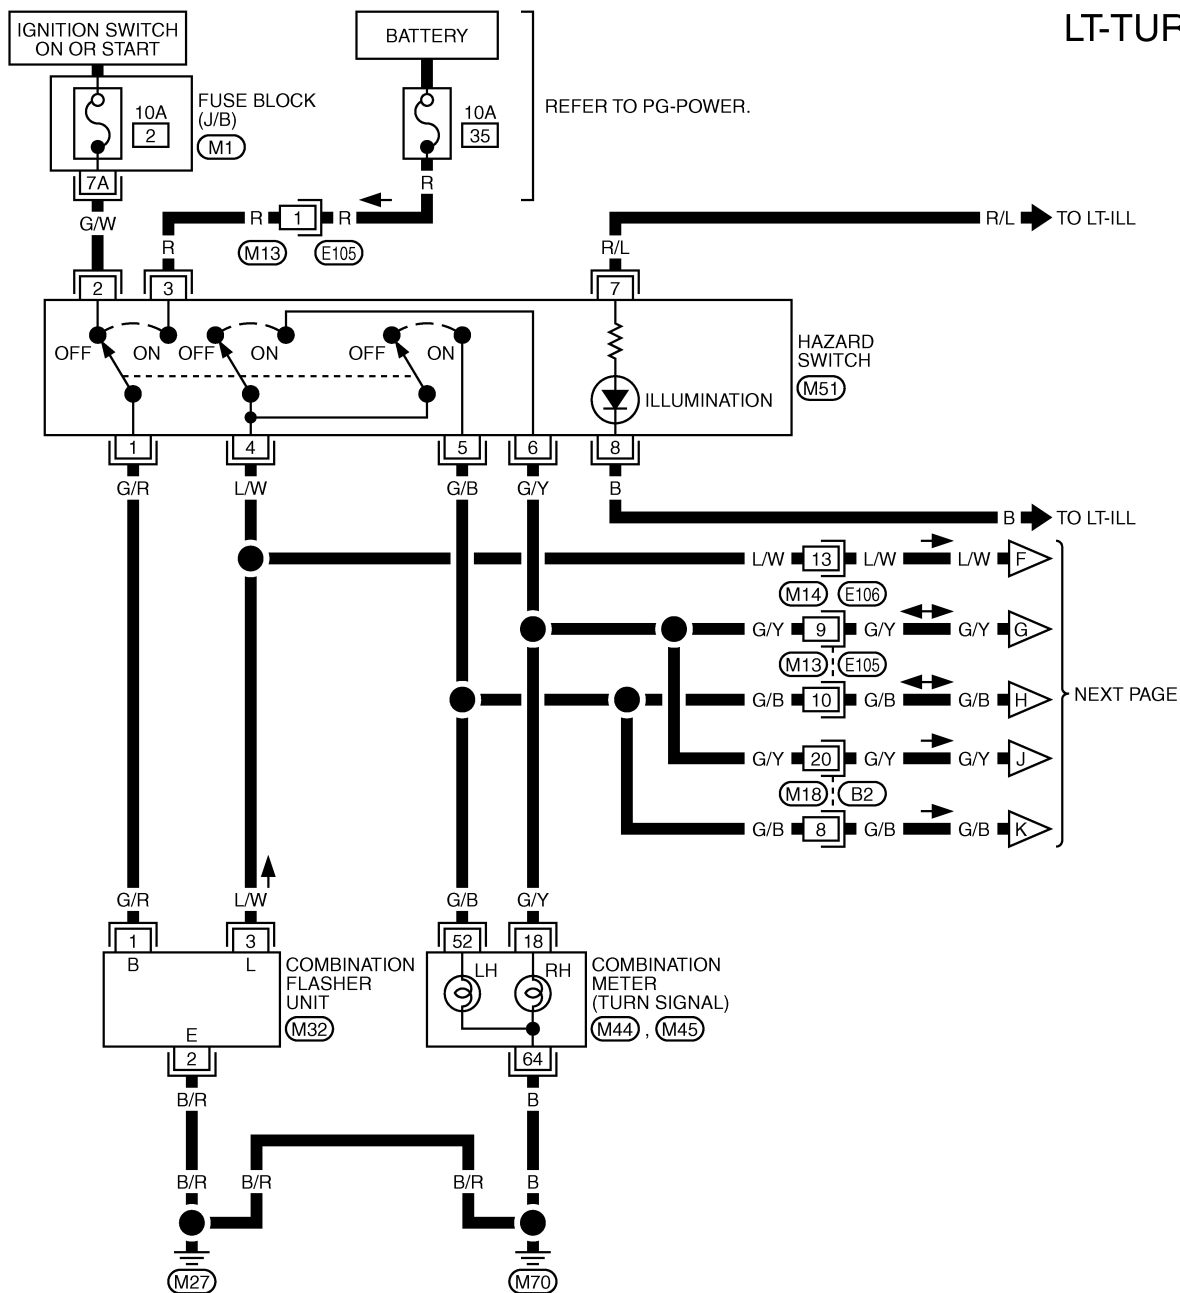 LT-TUR
IGNITION SWITCH
ON OR START
BATTERY
FUSE BLOCK
(J/B)
M1
10A
2
10A
35
REFER TO PG-POWER.
7A
R
G/W
R
1
R
M13
E105
R
R/L
R/L
TO LT-ILL
2
3
7
OFF
ON
OFF
ON
OFF
ON
ILLUMINATION
HAZARD
SWITCH
M51
1
4
5
6
8
G/R
L/W
G/B
G/Y
B
B
TO LT-ILL
L/W
13
L/W
L/W
F
M14
E106
G/Y
9
G/Y
G/Y
G
M13
E105
G/B
10
G/B
G/B
H
NEXT PAGE
G/Y
20
G/Y
G/Y
J
M18
B2
G/B
8
G/B
G/B
K
G/R
L/W
G/B
G/Y
1
3
52
18
B
L
COMBINATION
FLASHER
UNIT
M32
E
LH
RH
COMBINATION
METER
(TURN SIGNAL)
M44 , M45
2
64
B/R
B
B/R
B/R
B/R
B
M27
M70